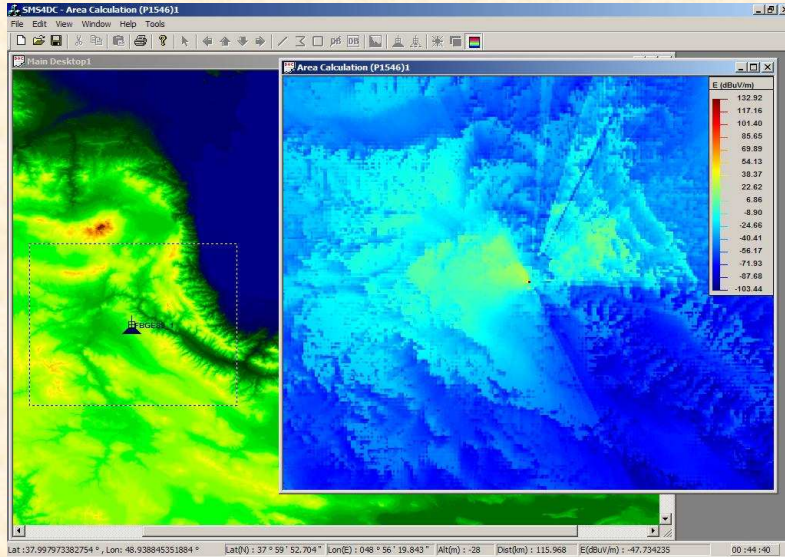 SMS4DC - Area Calculation (P1546)1
File Edit View Window Help Tools
Main Desktop1
Area Calculation (P1546)1
E (dBuV/m)
132.92
117.16
101.40
85.65
69.89
54.13
38.37
22.62
6.86
-8.90
-24.66
-40.41
-56.17
-71.93
-87.68
-103.44
Lat :37.997973382754 ° , Lon: 48.938845351884 °
Lat(N) : 37 ° 59 ' 52.704 " Lon(E) : 048 ° 56 ' 19.843 " Alt(m) : -28 Dist(km) : 115.968 E(dBuV/m) : -47.734235 00 :44 :40